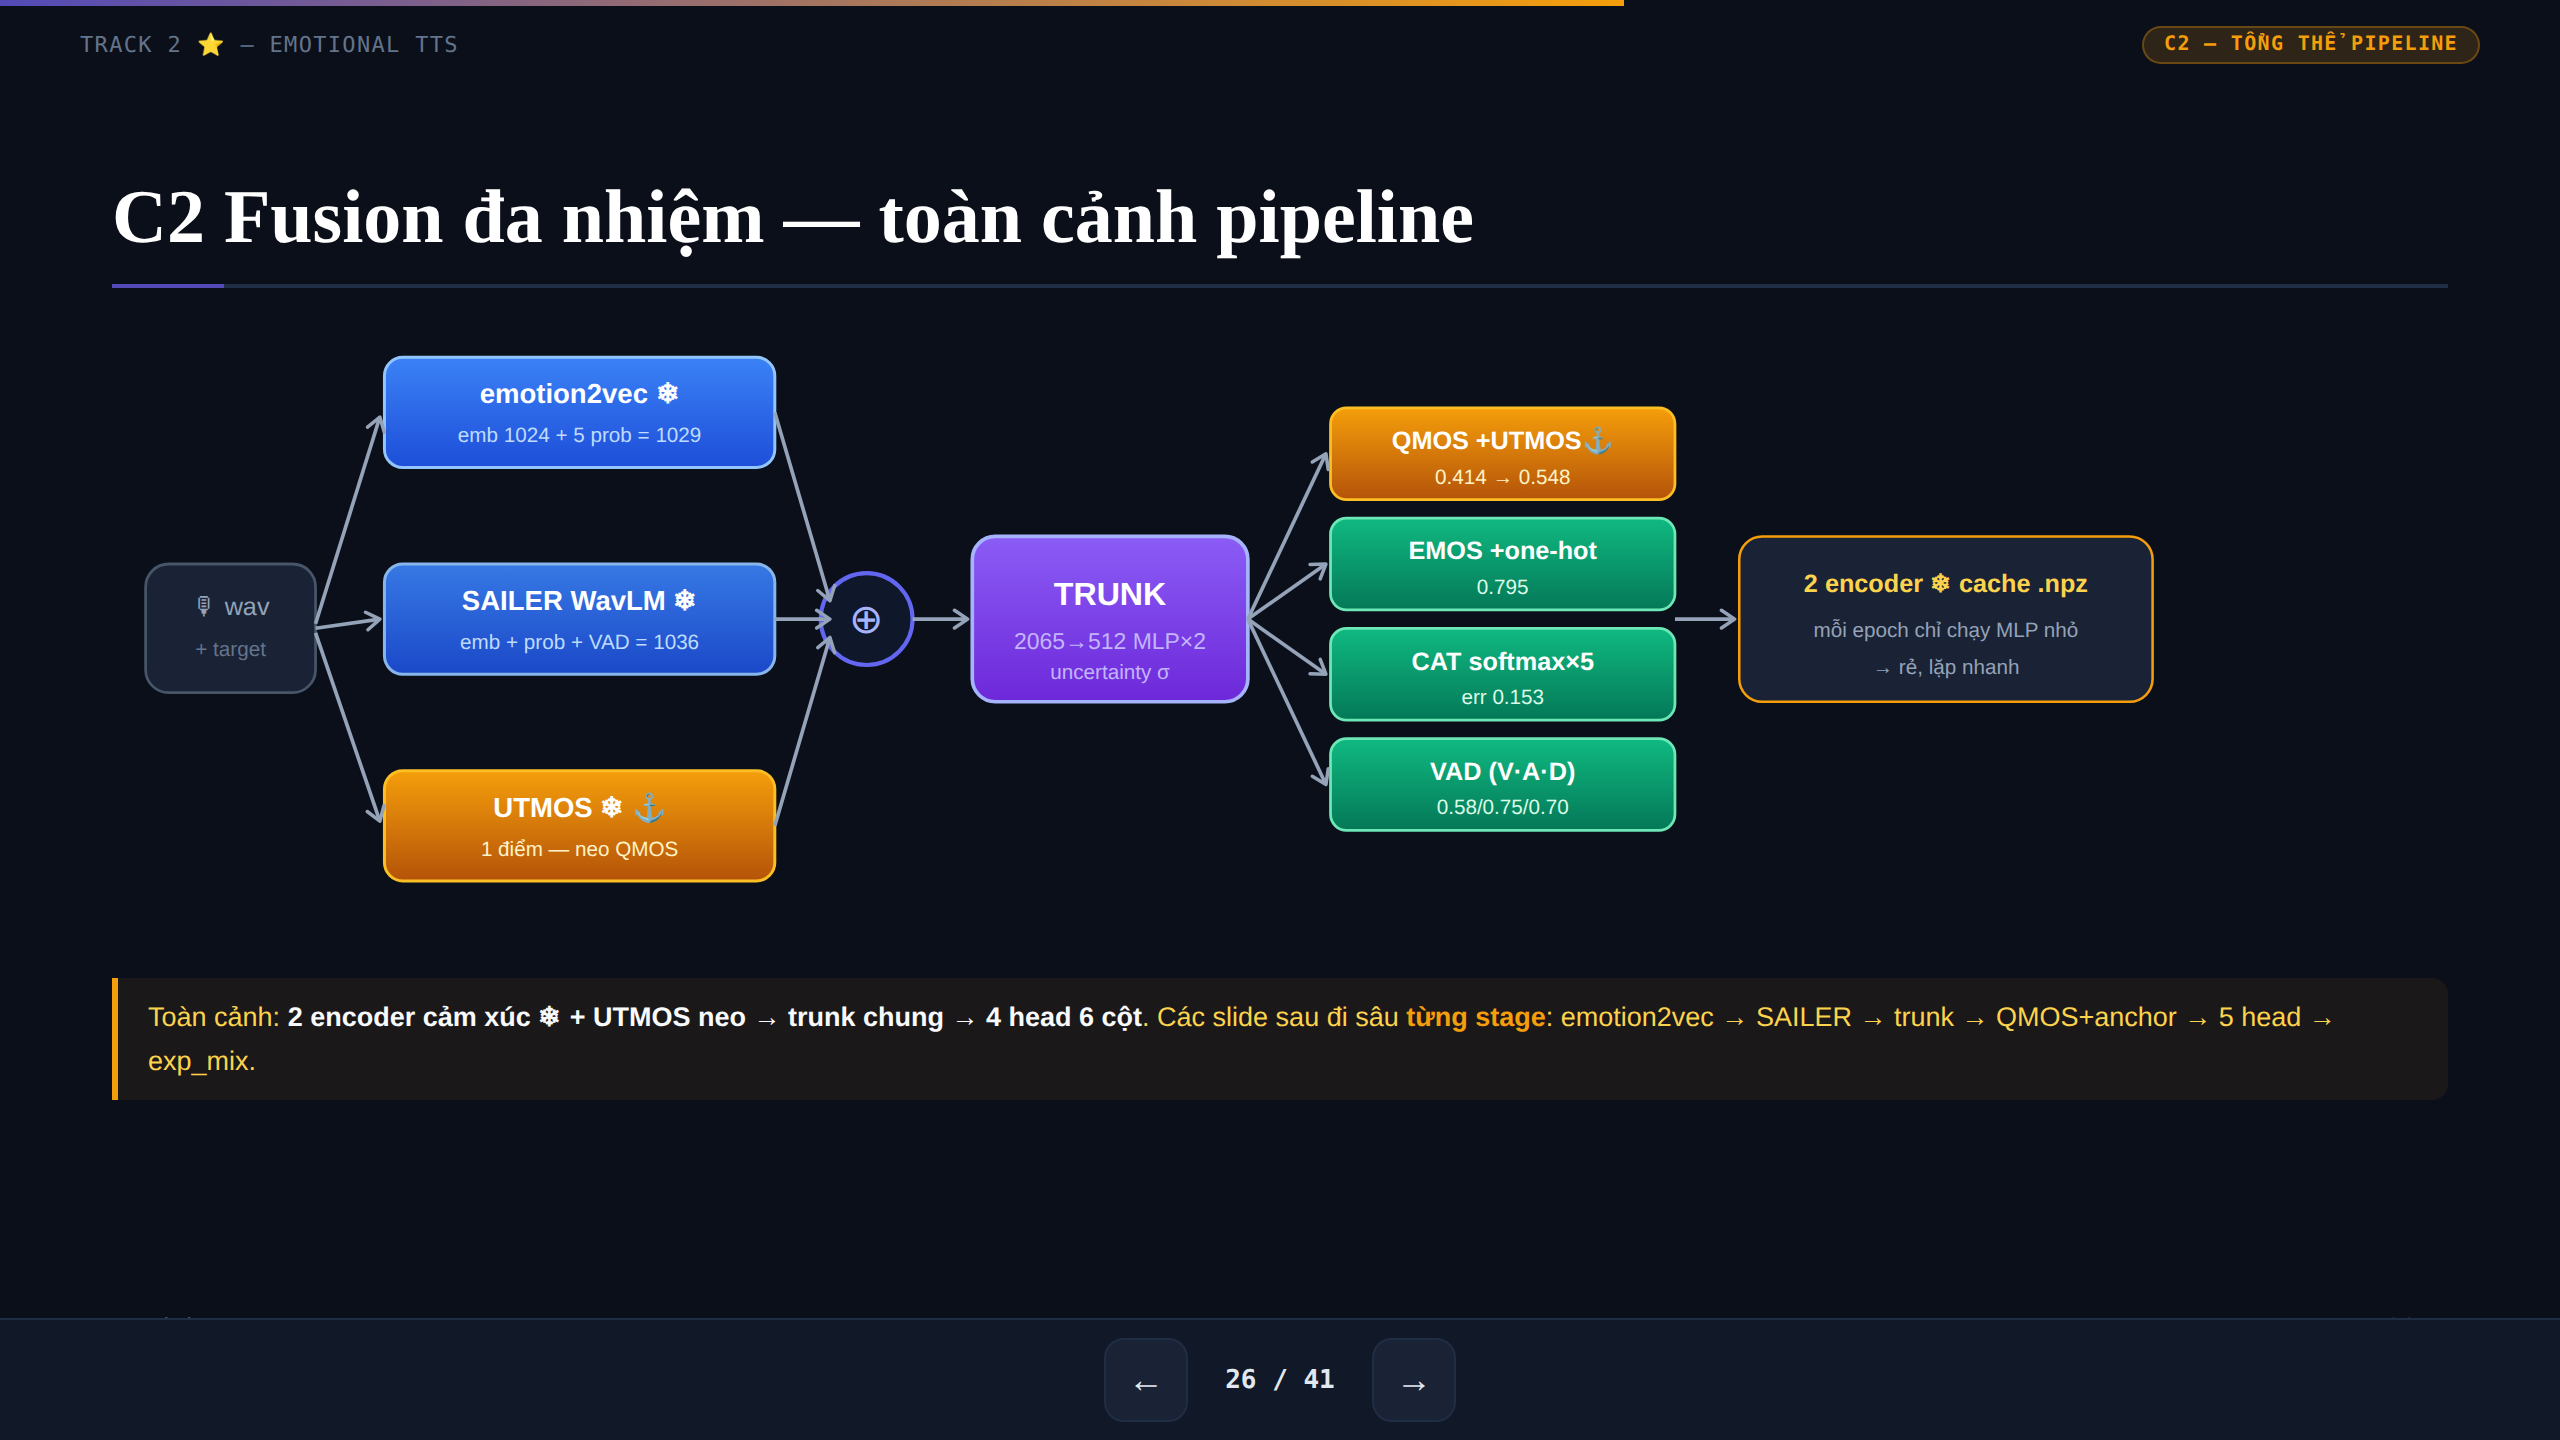 TRACK 2 ⭐ — EMOTIONAL TTS
C2 — TỔNG THỂ PIPELINE
C2 Fusion đa nhiệm — toàn cảnh pipeline
🎙 wav
+ target
emotion2vec ❄
emb 1024 + 5 prob = 1029
SAILER WavLM ❄
emb + prob + VAD = 1036
UTMOS ❄ ⚓
1 điểm — neo QMOS
⊕
TRUNK
2065→512 MLP×2
uncertainty σ
QMOS +UTMOS⚓
0.414 → 0.548
EMOS +one-hot
0.795
CAT softmax×5
err 0.153
VAD (V·A·D)
0.58/0.75/0.70
2 encoder ❄ cache .npz
mỗi epoch chỉ chạy MLP nhỏ
→ rẻ, lặp nhanh
Toàn cảnh: 2 encoder cảm xúc ❄ + UTMOS neo → trunk chung → 4 head 6 cột. Các slide sau đi sâu từng stage: emotion2vec → SAILER → trunk → QMOS+anchor → 5 head →
exp_mix.
← 26 / 41 →